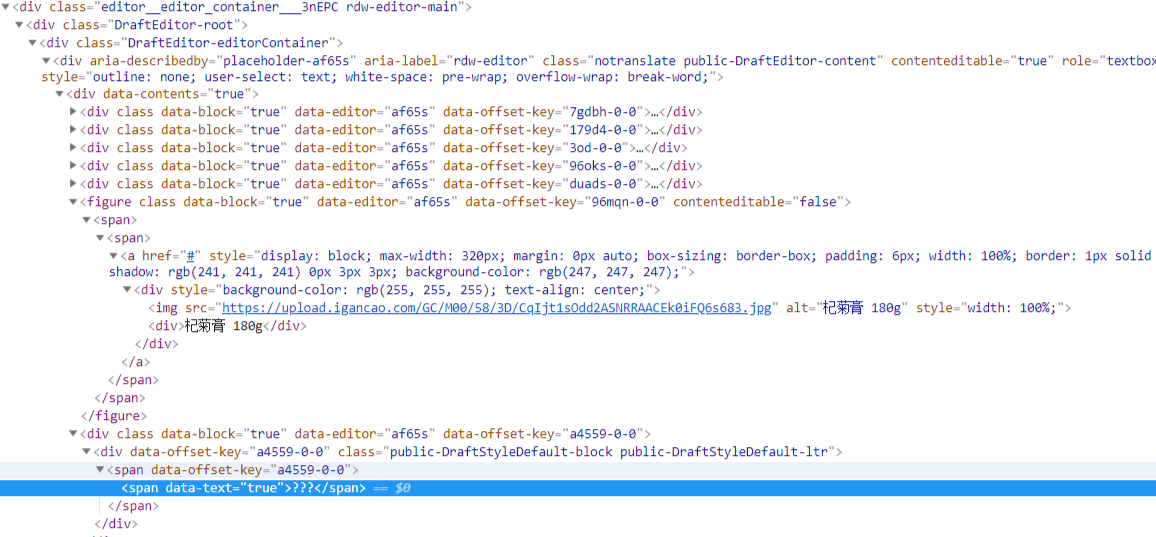 ▼<div class="editor__editor_container___3nEPC rdw-editor-main">
▼<div class="DraftEditor-root">
▼<div class="DraftEditor-editorContainer">
▼<div aria-describedby="placeholder-af65s" aria-label="rdw-editor" class="notranslate public-DraftEditor-content" contenteditable="true" role="textbox
style="outline: none; user-select: text; white-space: pre-wrap; overflow-wrap: break-word;">
▼<div data-contents="true">
▶<div class data-block="true" data-editor="af65s" data-offset-key="7gdbh-0-0">…</div>
▶<div class data-block="true" data-editor="af65s" data-offset-key="179d4-0-0">…</div>
▶<div class data-block="true" data-editor="af65s" data-offset-key="3od-0-0">…</div>
▶<div class data-block="true" data-editor="af65s" data-offset-key="96oks-0-0">…</div>
▶<div class data-block="true" data-editor="af65s" data-offset-key="duads-0-0">…</div>
▼<figure class data-block="true" data-editor="af65s" data-offset-key="96mqn-0-0" contenteditable="false">
▼<span>
▼<span>
▼<a href="#" style="display: block; max-width: 320px; margin: 0px auto; box-sizing: border-box; padding: 6px; width: 100%; border: 1px solid
shadow: rgb(241, 241, 241) 0px 3px 3px; background-color: rgb(247, 247, 247);">
▼<div style="background-color: rgb(255, 255, 255); text-align: center;">
<img src="https://upload.igancao.com/GC/M00/58/3D/CqIjt1sOdd2ASNRRAACEk0iFQ6s683.jpg" alt="杞菊膏 180g" style="width: 100%;">
<div>杞菊膏 180g</div>
</div>
</a>
</span>
</span>
</figure>
▼<div class data-block="true" data-editor="af65s" data-offset-key="a4559-0-0">
▼<div data-offset-key="a4559-0-0" class="public-DraftStyleDefault-block public-DraftStyleDefault-ltr">
▼<span data-offset-key="a4559-0-0">
<span data-text="true">???</span> == $0
</span>
</div>